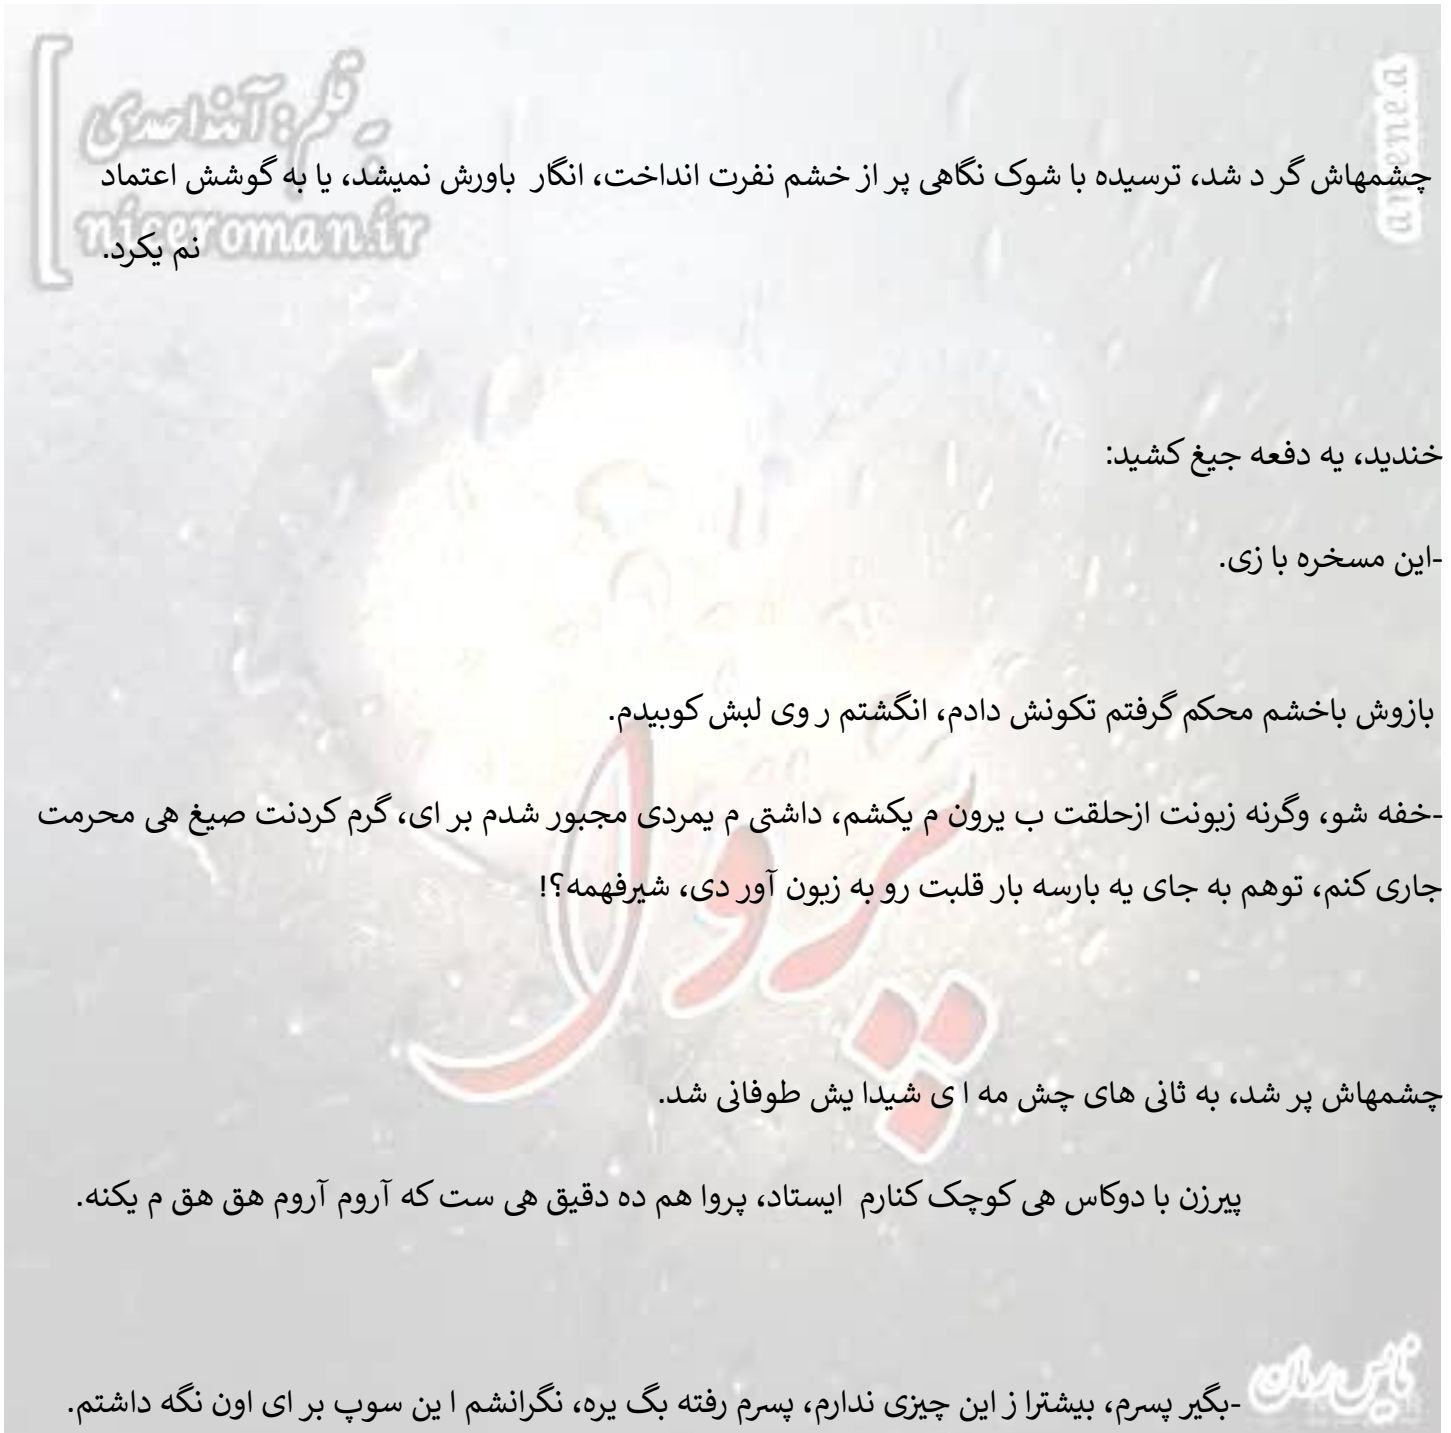 قلم: آمنه احمدی
niceroman.ir
amene.a
چشمهاش گر د شد، ترسیده با شوک نگاهی پر از خشم نفرت انداخت، انگار باورش نمیشد، یا به گوشش اعتماد
نم یکرد.
خندید، یه دفعه جیغ کشید:
-این مسخره با زی.
بازوش باخشم محکم گرفتم تکونش دادم، انگشتم ر وی لبش کوبیدم.
-خفه شو، وگرنه زبونت ازحلقت ب یرون م یکشم، داشتی م یمردی مجبور شدم بر ای، گرم کردنت صیغ هی محرمت
جاری کنم، توهم به جای یه بارسه بار قلبت رو به زبون آور دی، شیرفهمه؟!
پروا
چشمهاش پر شد، به ثانی های چش مه ا ی شیدا یش طوفانی شد.
پیرزن با دوکاس هی کوچک کنارم ایستاد، پروا هم ده دقیق هی ست که آروم آروم هق هق م یکنه.
-بگیر پسرم، بیشترا ز این چیزی ندارم، پسرم رفته بگ یره، نگرانشم ا ین سوپ بر ای اون نگه داشتم.
نایس رمان